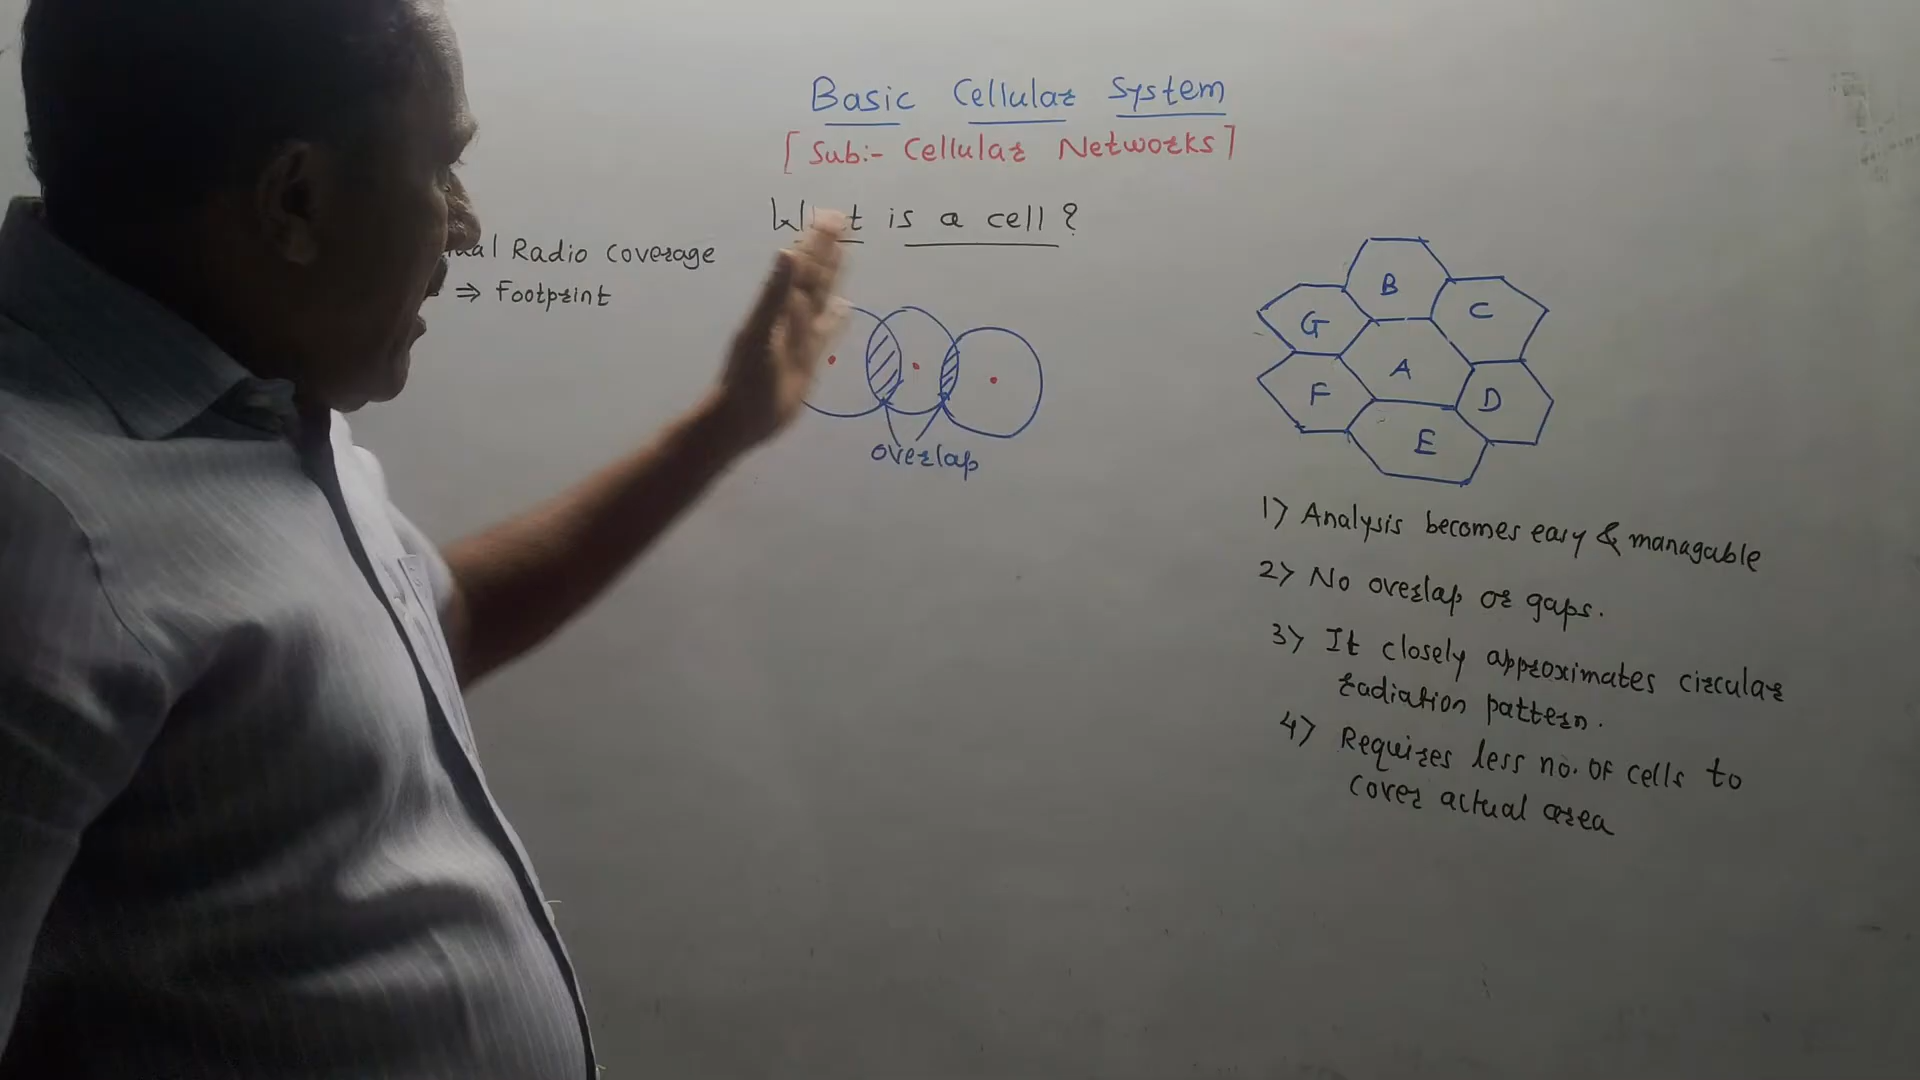 Basic Cellular System
[Sub:- Cellular Networks]
What is a cell ?
Radio coverage
⇒ Footprint
overlap
B
G
C
A
F
D
E
1) Analysis becomes easy & managable
2) No overlap or gaps.
3) It closely approximates circular
radiation pattern.
4) Requires less no. of cells to
cover actual area